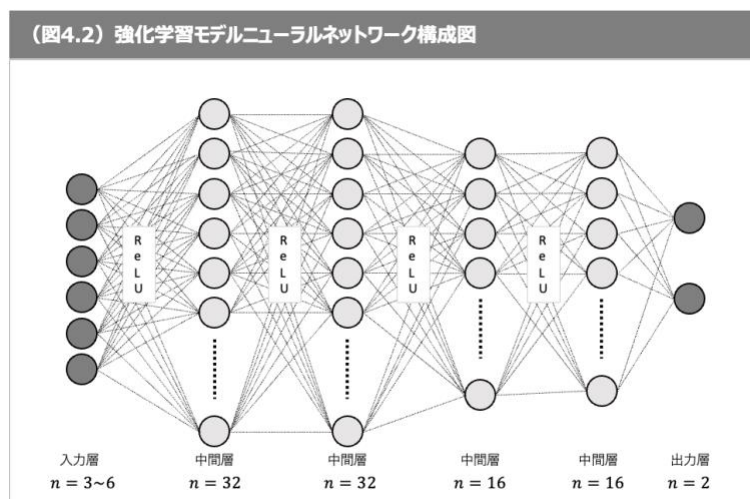 （図4.2）強化学習モデルニューラルネットワーク構成図
ReLU
ReLU
ReLU
ReLU
入力層 中間層 中間層 中間層 中間層 出力層
n = 3~6 n = 32 n = 32 n = 16 n = 16 n = 2